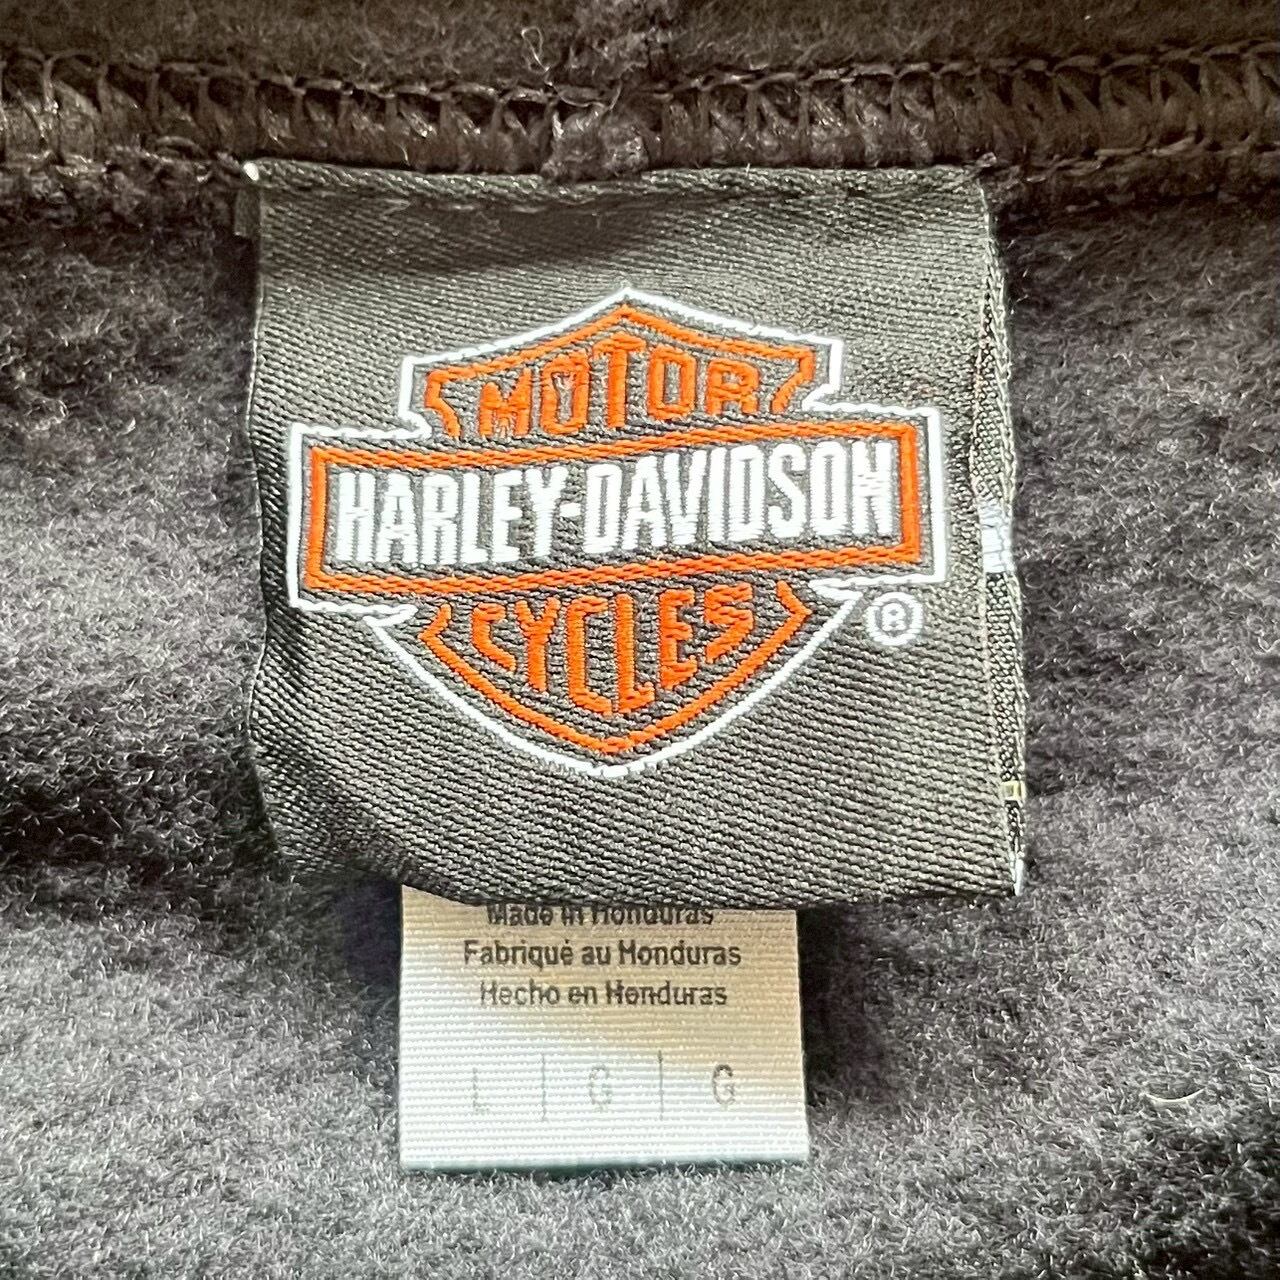 MOTOR
HARLEY-DAVIDSON
CYCLES
®
Made in Honduras
Fabriqué au Honduras
Hecho en Honduras
L | G | G